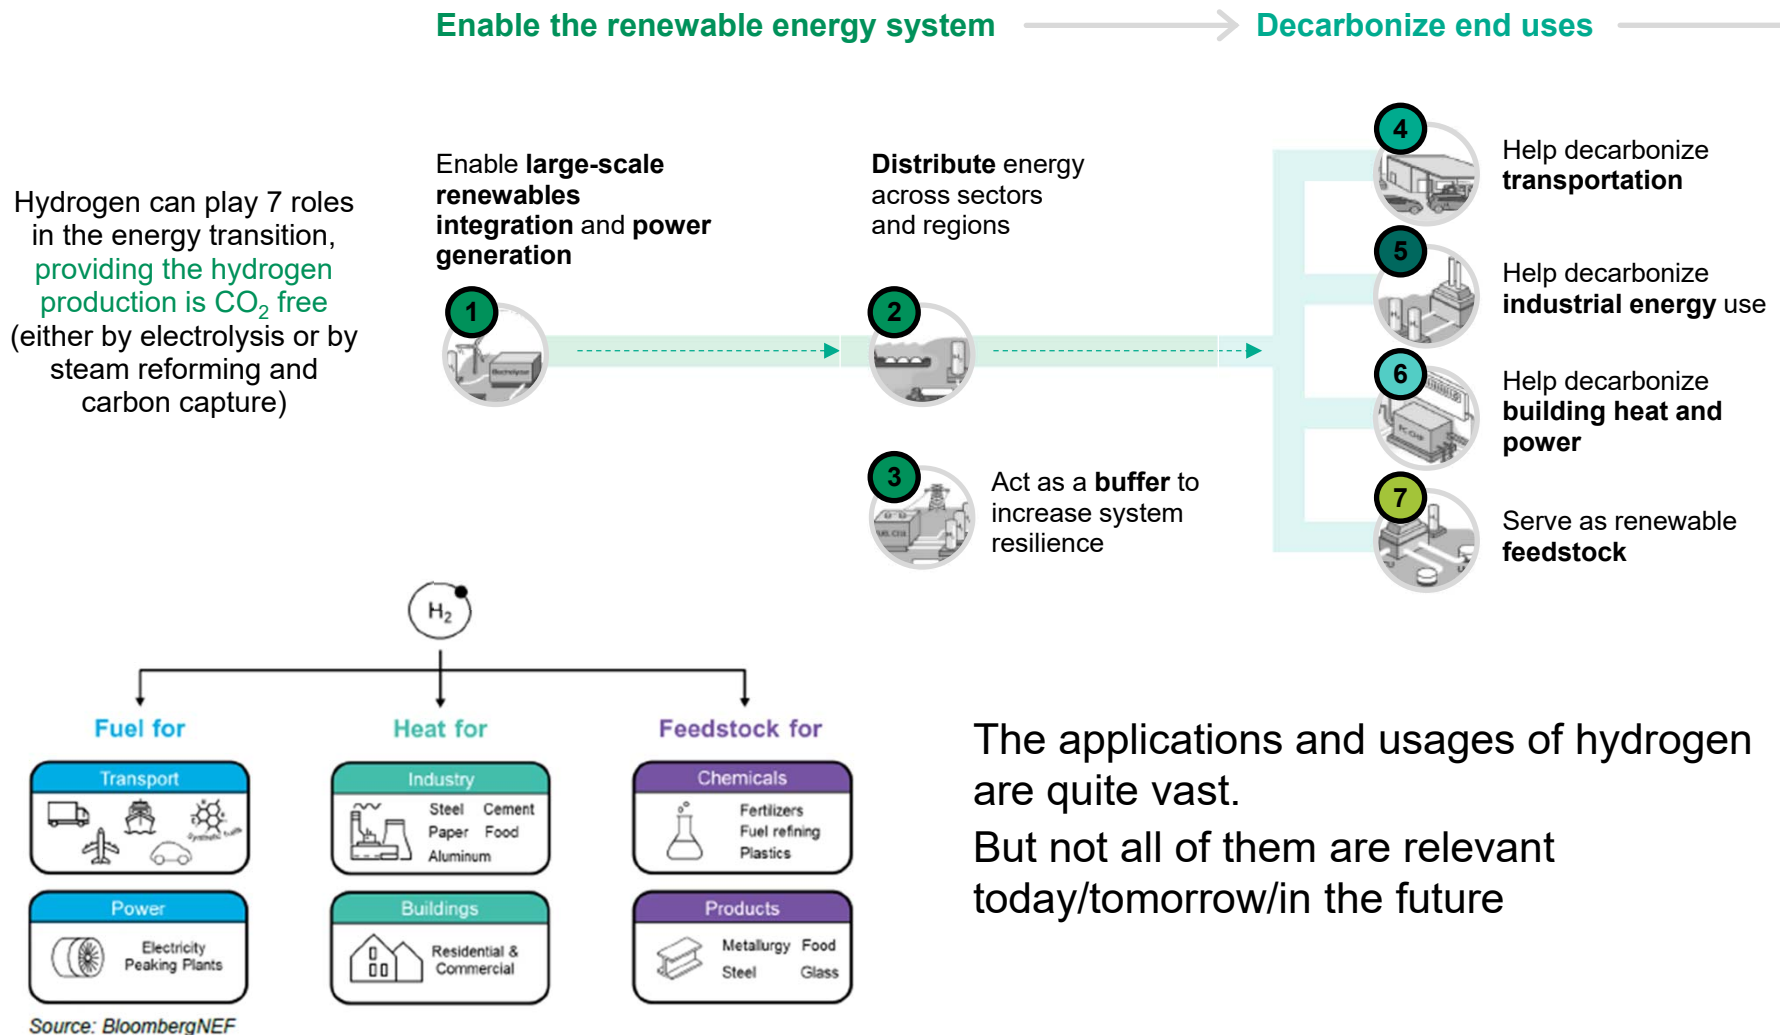 Enable the renewable energy system
Decarbonize end uses
Hydrogen can play 7 roles
in the energy transition,
providing the hydrogen
production is CO₂ free
(either by electrolysis or by
steam reforming and
carbon capture)
Enable large-scale
renewables
integration and power
generation
1
Electrolyser
Distribute energy
across sectors
and regions
2
3
FUEL CELL
Act as a buffer to
increase system
resilience
4
Help decarbonize
transportation
5
Help decarbonize
industrial energy use
6
Help decarbonize
building heat and
power
7
Serve as renewable
feedstock
H₂
Fuel for
Transport
Synthetic fuels
Power
Electricity
Peaking Plants
Heat for
Industry
Steel Cement
Paper Food
Aluminum
Buildings
Residential &
Commercial
Feedstock for
Chemicals
Fertilizers
Fuel refining
Plastics
Products
Metallurgy Food
Steel Glass
Source: BloombergNEF
The applications and usages of hydrogen
are quite vast.
But not all of them are relevant
today/tomorrow/in the future